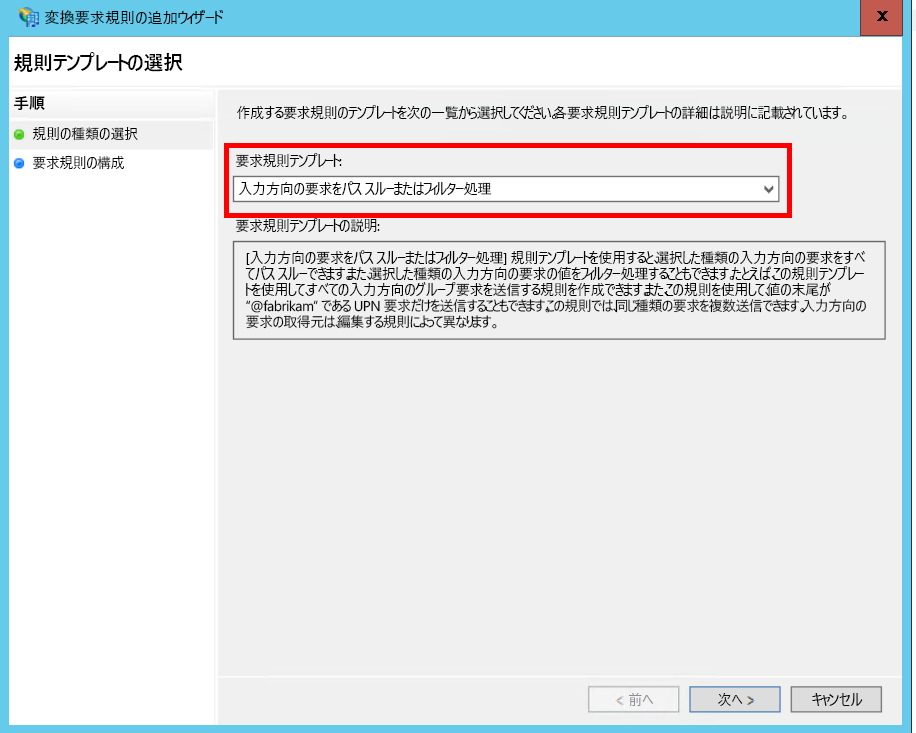 変換要求規則の追加ウィザード
規則テンプレートの選択
手順
規則の種類の選択
要求規則の構成
作成する要求規則のテンプレートを次の一覧から選択してください。各要求規則テンプレートの詳細は説明に記載されています。
要求規則テンプレート:
入力方向の要求をパス スルーまたはフィルター処理
要求規則テンプレートの説明:
[入力方向の要求をパス スルーまたはフィルター処理] 規則テンプレートを使用すると、選択した種類の入力方向の要求をすべ
てパス スルーできます。また、選択した種類の入力方向の要求の値をフィルター処理することもできます。たとえば、この規則テンプレー
トを使用して、すべての入力方向のグループ要求を送信する規則を作成できます。また、この規則を使用して、値の末尾が
"@fabrikam" である UPN 要求だけを送信することもできます。この規則では、同じ種類の要求を複数送信できます。入力方向の
要求の取得元は、編集する規則によって異なります。
< 前へ
次へ >
キャンセル